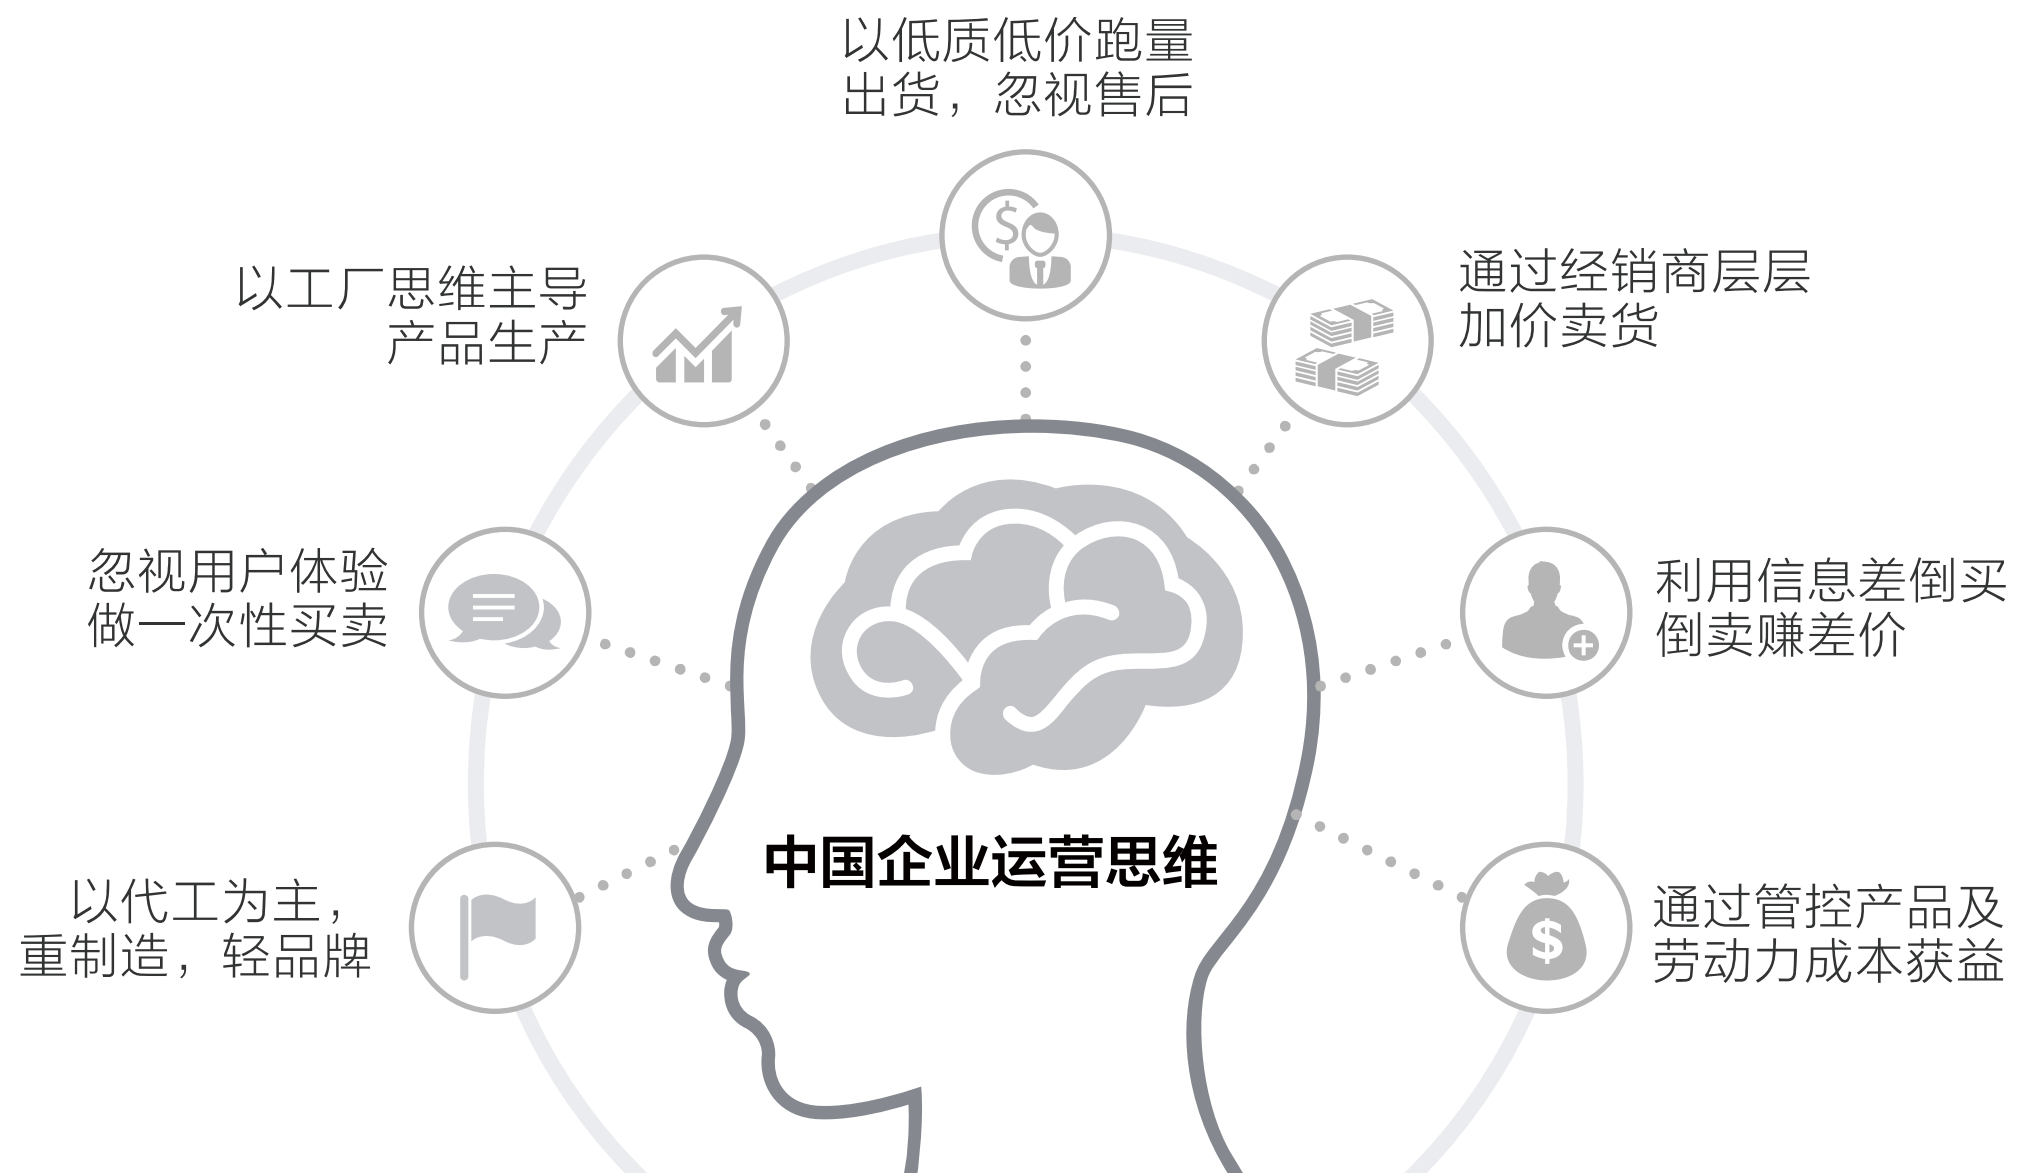 以低质低价跑量
出货，忽视售后
以工厂思维主导
产品生产
通过经销商层层
加价卖货
忽视用户体验
做一次性买卖
利用信息差倒买
倒卖赚差价
中国企业运营思维
以代工为主，
重制造，轻品牌
通过管控产品及
劳动力成本获益